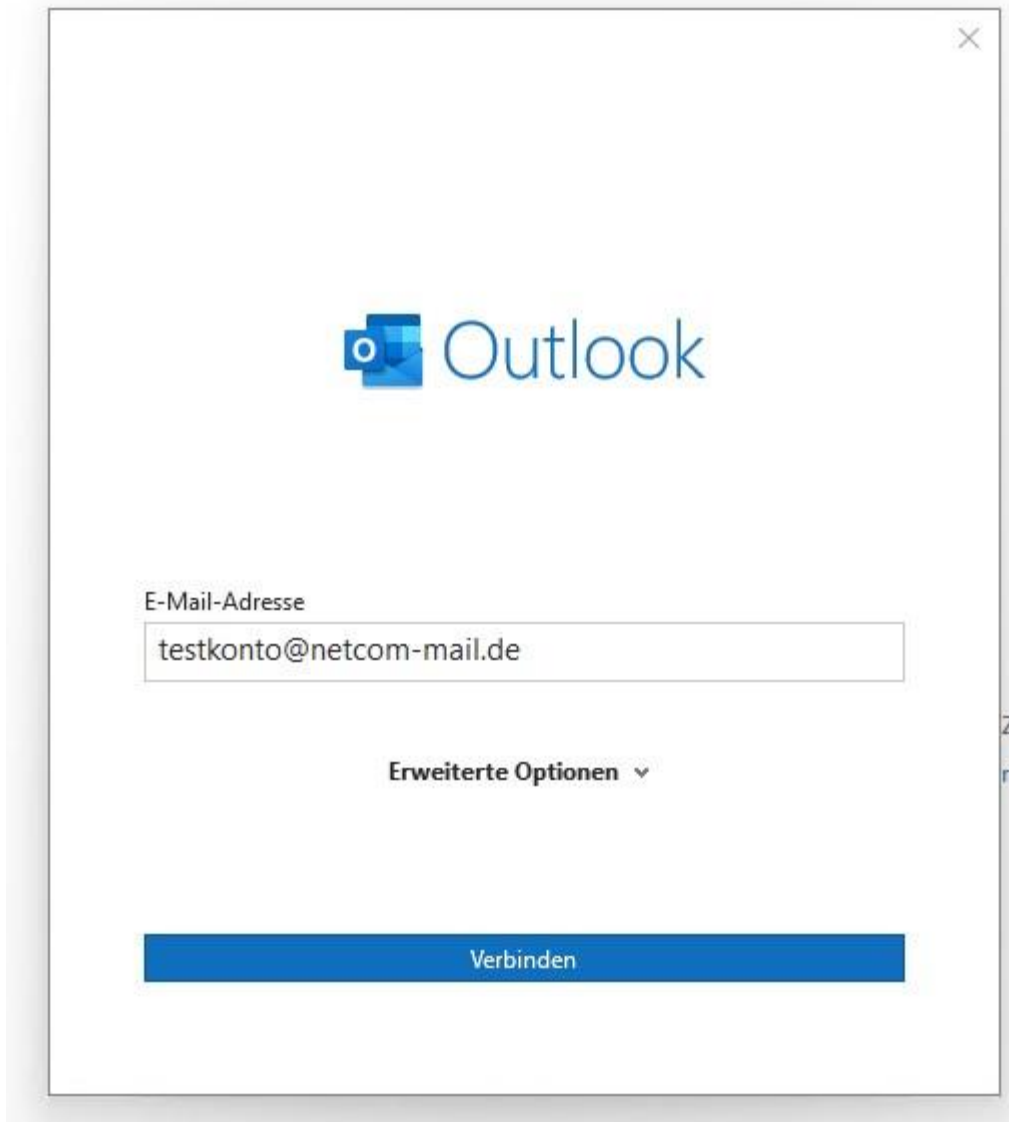 Outlook
E-Mail-Adresse
testkonto@netcom-mail.de
Erweiterte Optionen
Verbinden